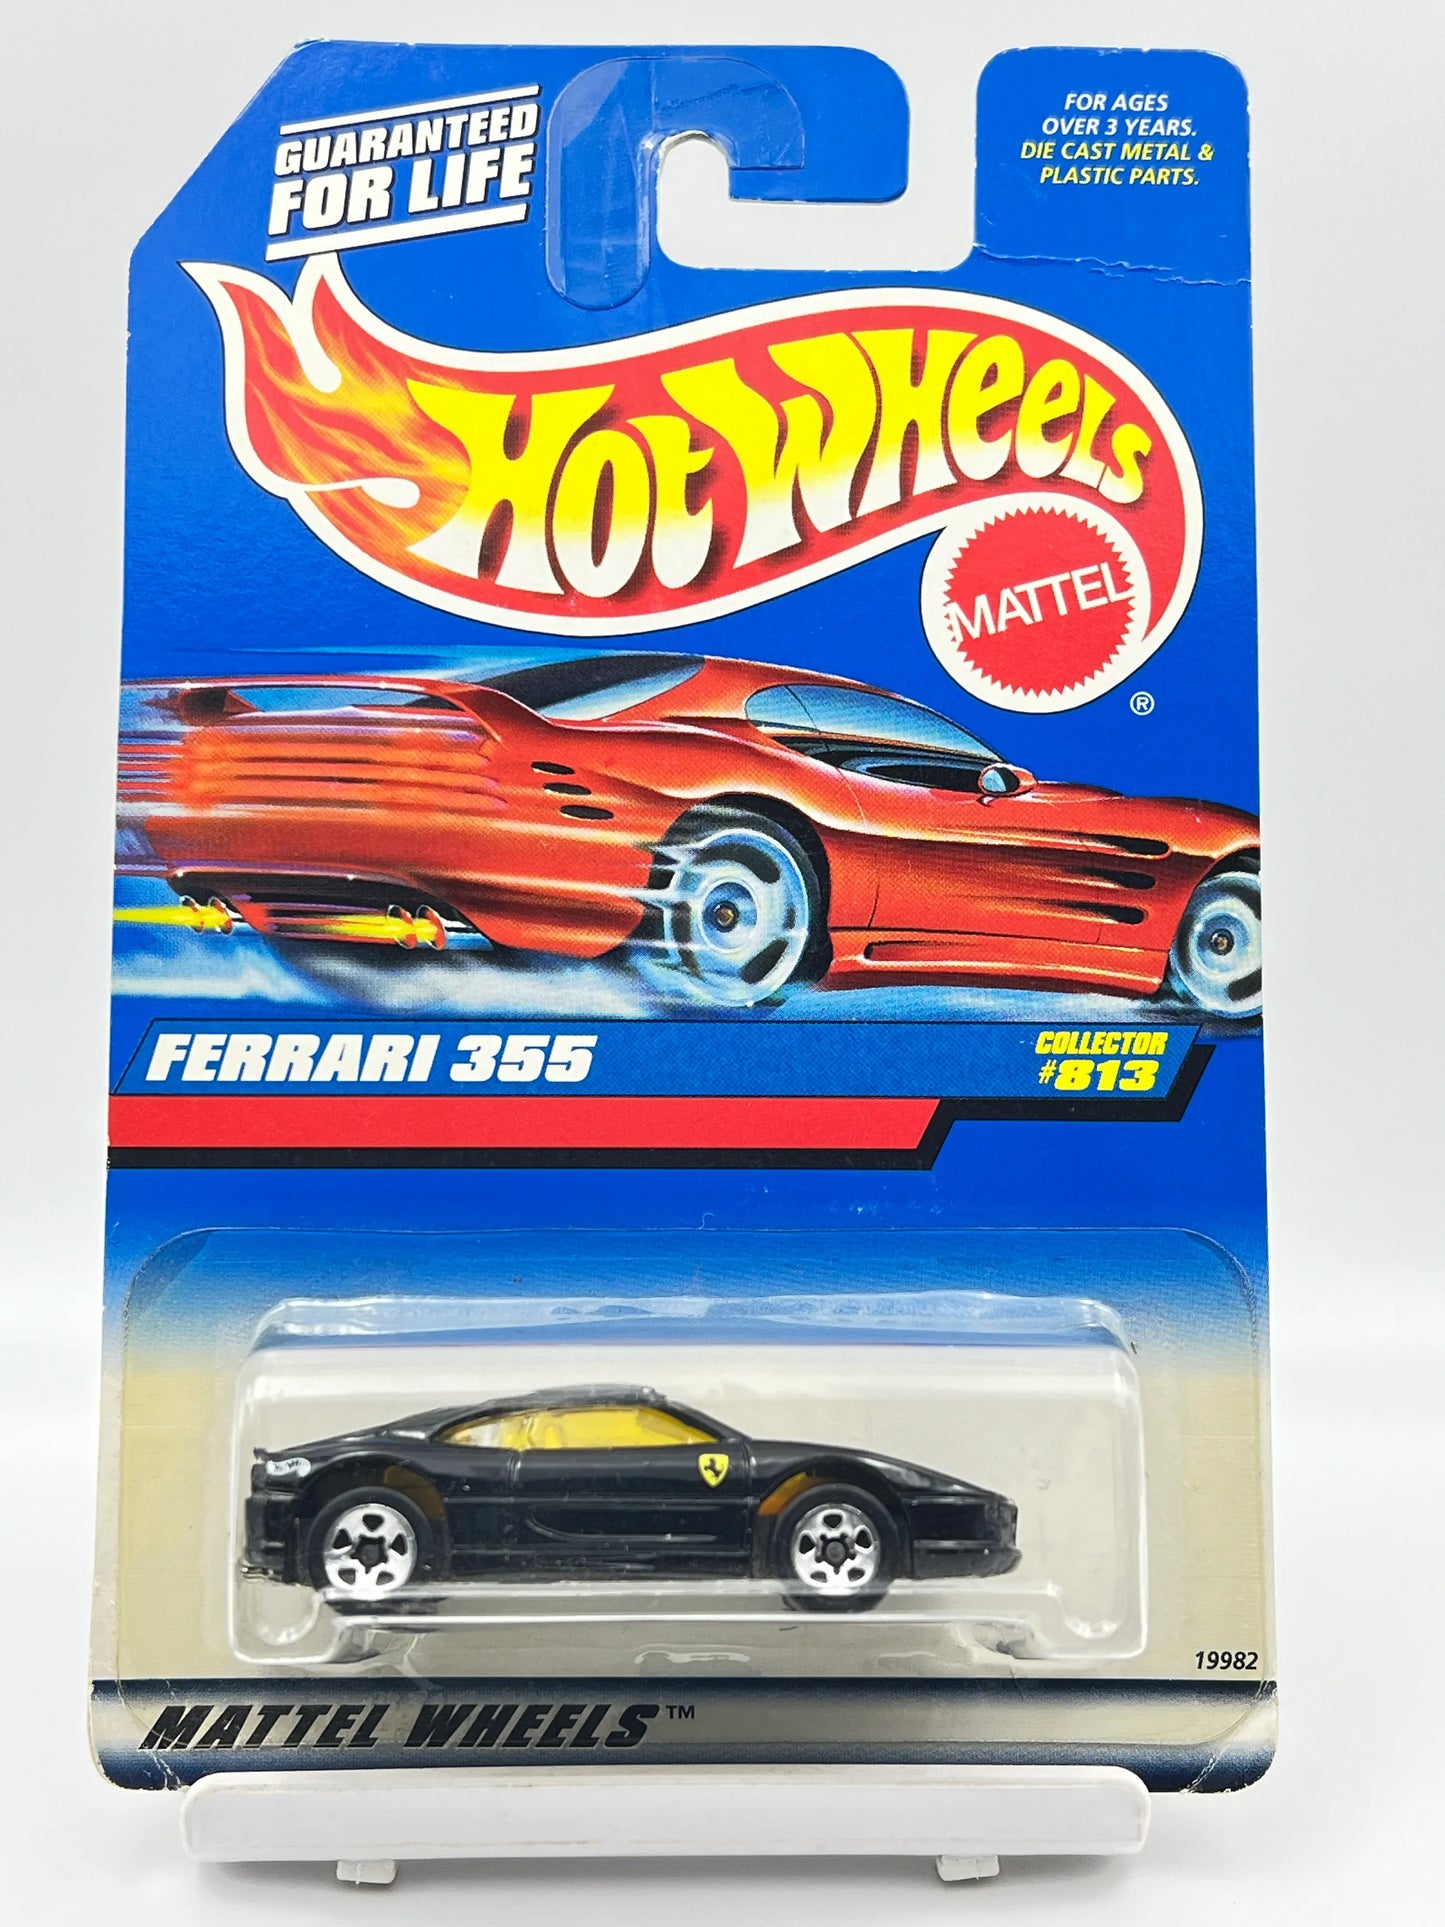 GUARANTEED
FOR LIFE
FOR AGES
OVER 3 YEARS.
DIE CAST METAL &
PLASTIC PARTS.
HOT WHEELS
MATTEL
®
FERRARI 355
COLLECTOR
#813
19982
MATTEL WHEELS™